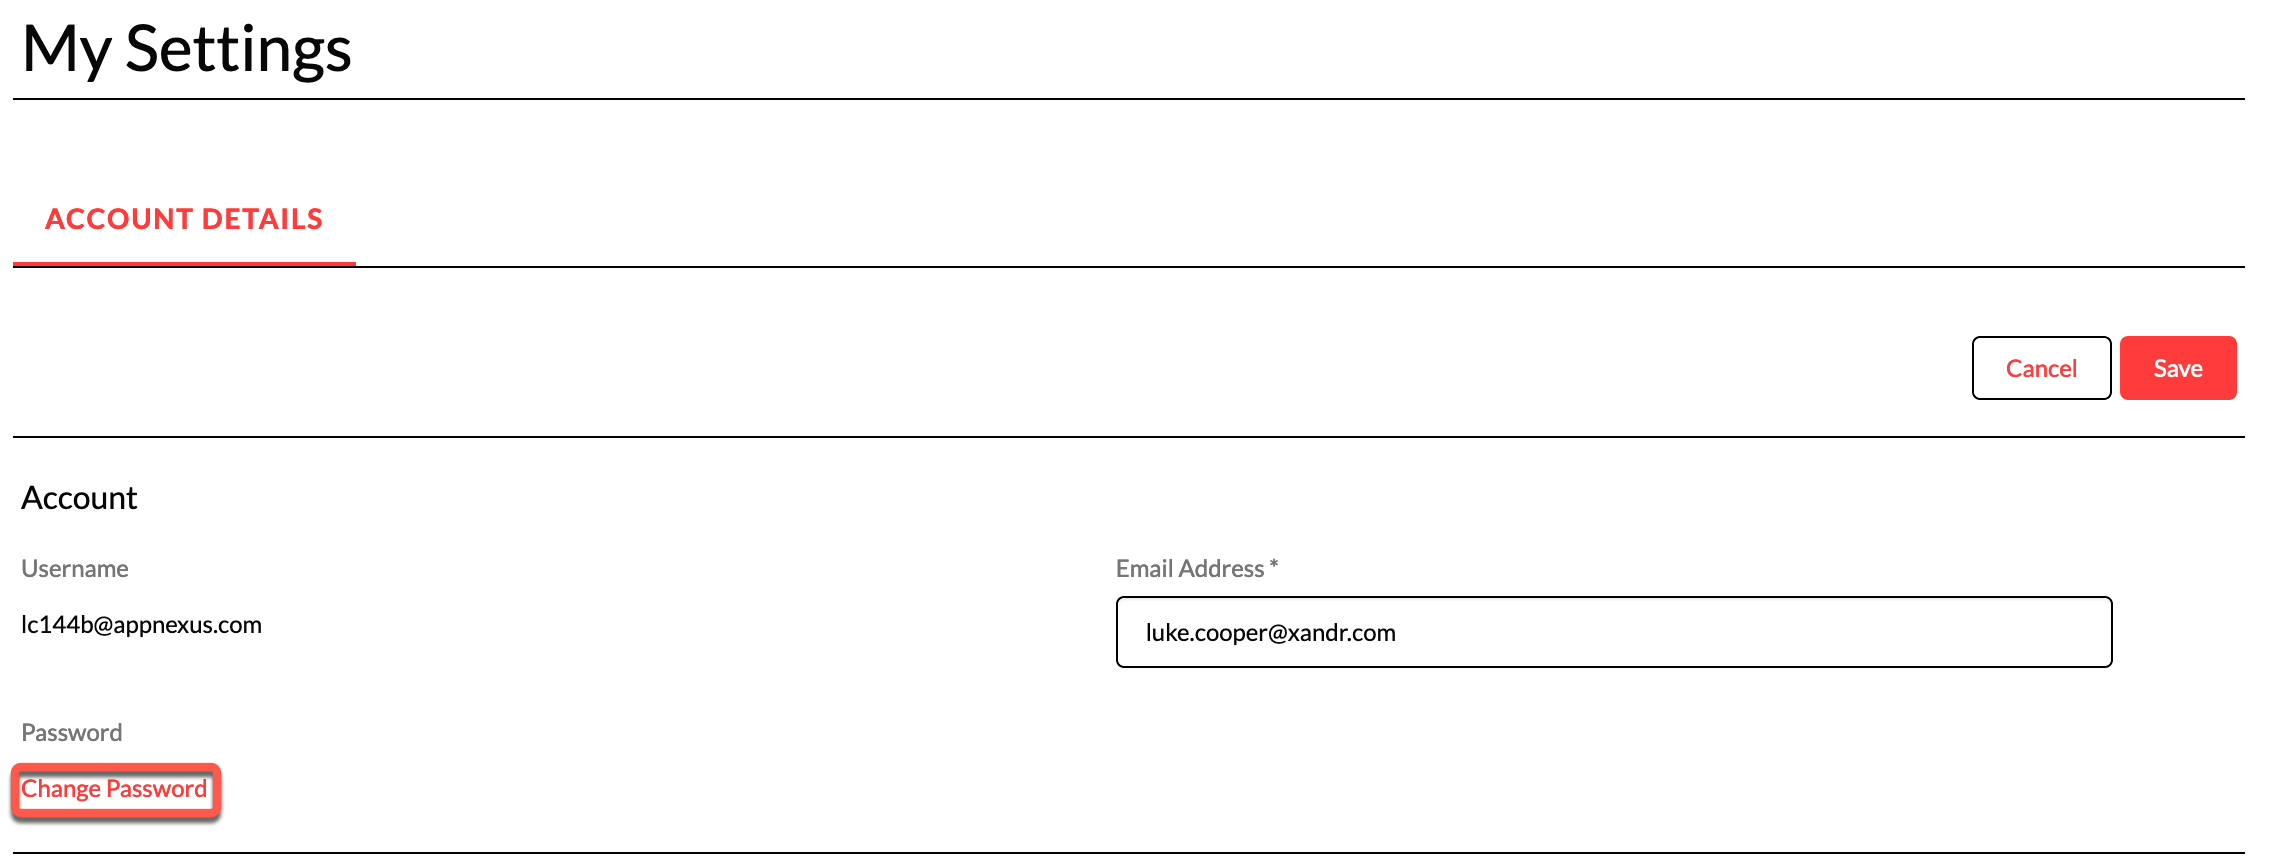 My Settings
ACCOUNT DETAILS
Cancel Save
Account
Username Email Address *
lc144b@appnexus.com luke.cooper@xandr.com
Password
Change Password